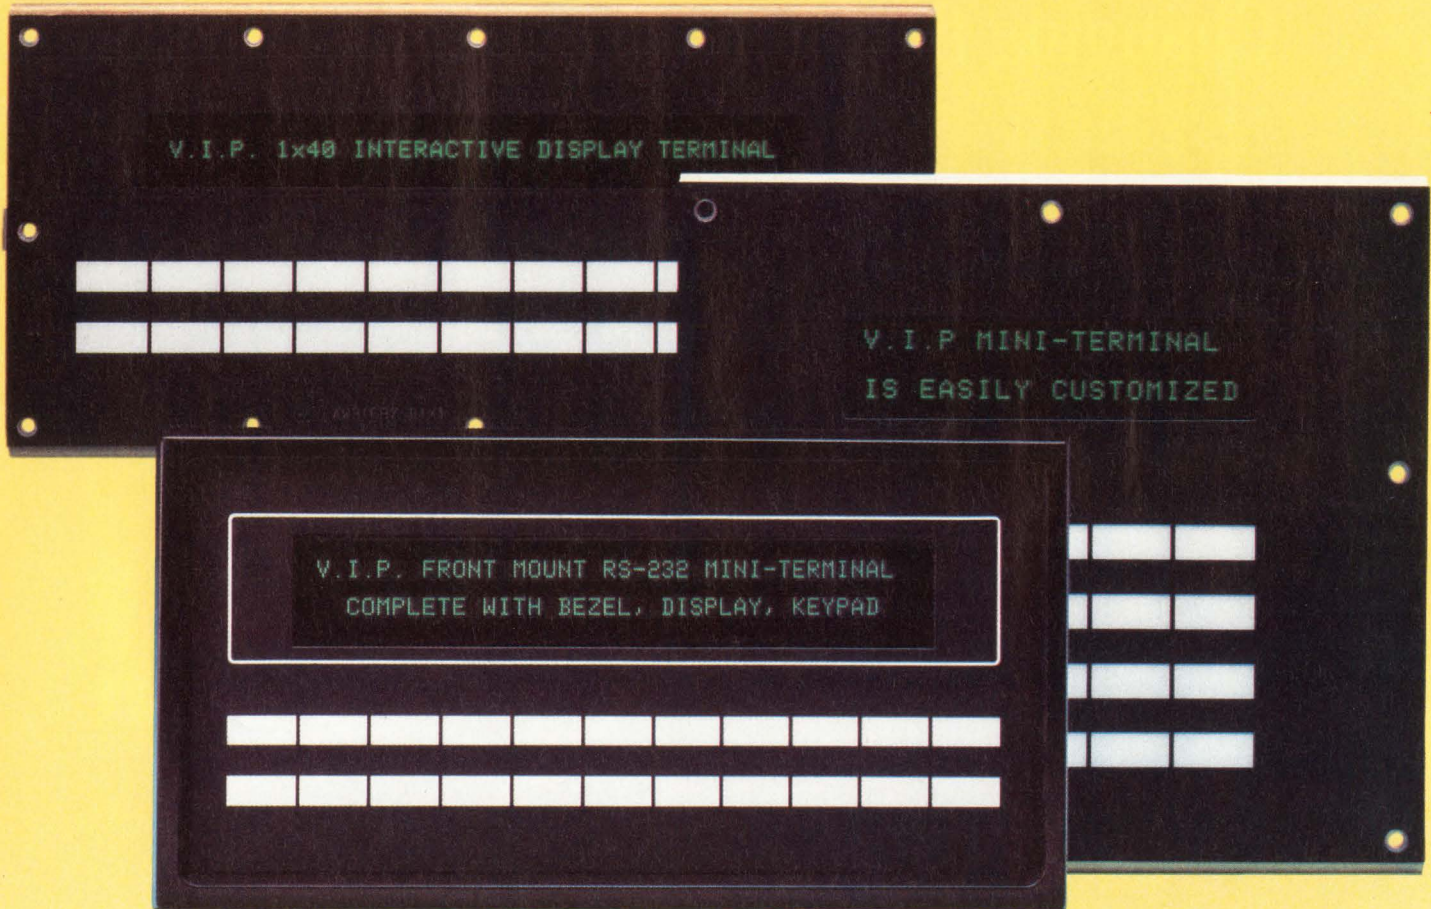 V.I.P. 1x40 INTERACTIVE DISPLAY TERMINAL
V.I.P MINI-TERMINAL
IS EASILY CUSTOMIZED
V.I.P. FRONT MOUNT RS-232 MINI-TERMINAL
COMPLETE WITH BEZEL, DISPLAY, KEYPAD